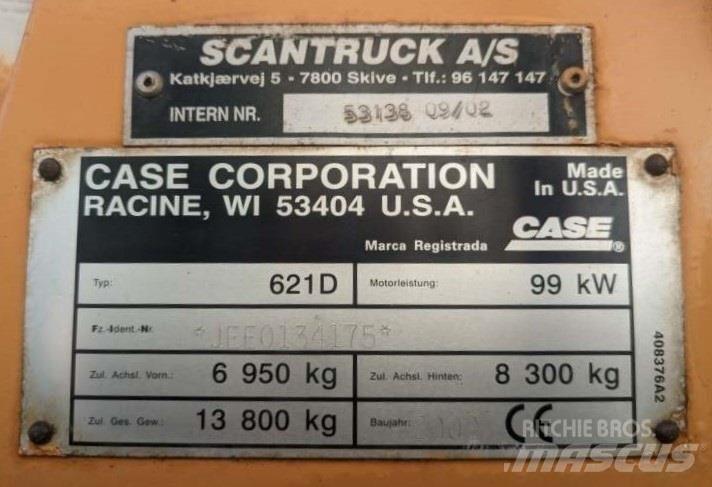 SCANTRUCK A/S
Katkjærvej 5 - 7800 Skive - Tlf.: 96 147 147
INTERN NR. 53138 09/02
CASE CORPORATION
RACINE, WI 53404 U.S.A.
Made
In U.S.A.
Marca Registrada
CASE ®
Typ: 621D
Motorleistung: 99 kW
Fz.-Ident.-Nr. *JEE0134175*
Zul. Achsl. Vorn.: 6 950 kg
Zul. Achsl. Hinten: 8 300 kg
Zul. Ges. Gew.: 13 800 kg
Baujahr:
CE
408376A2
RITCHIE BROS.
MASCUS